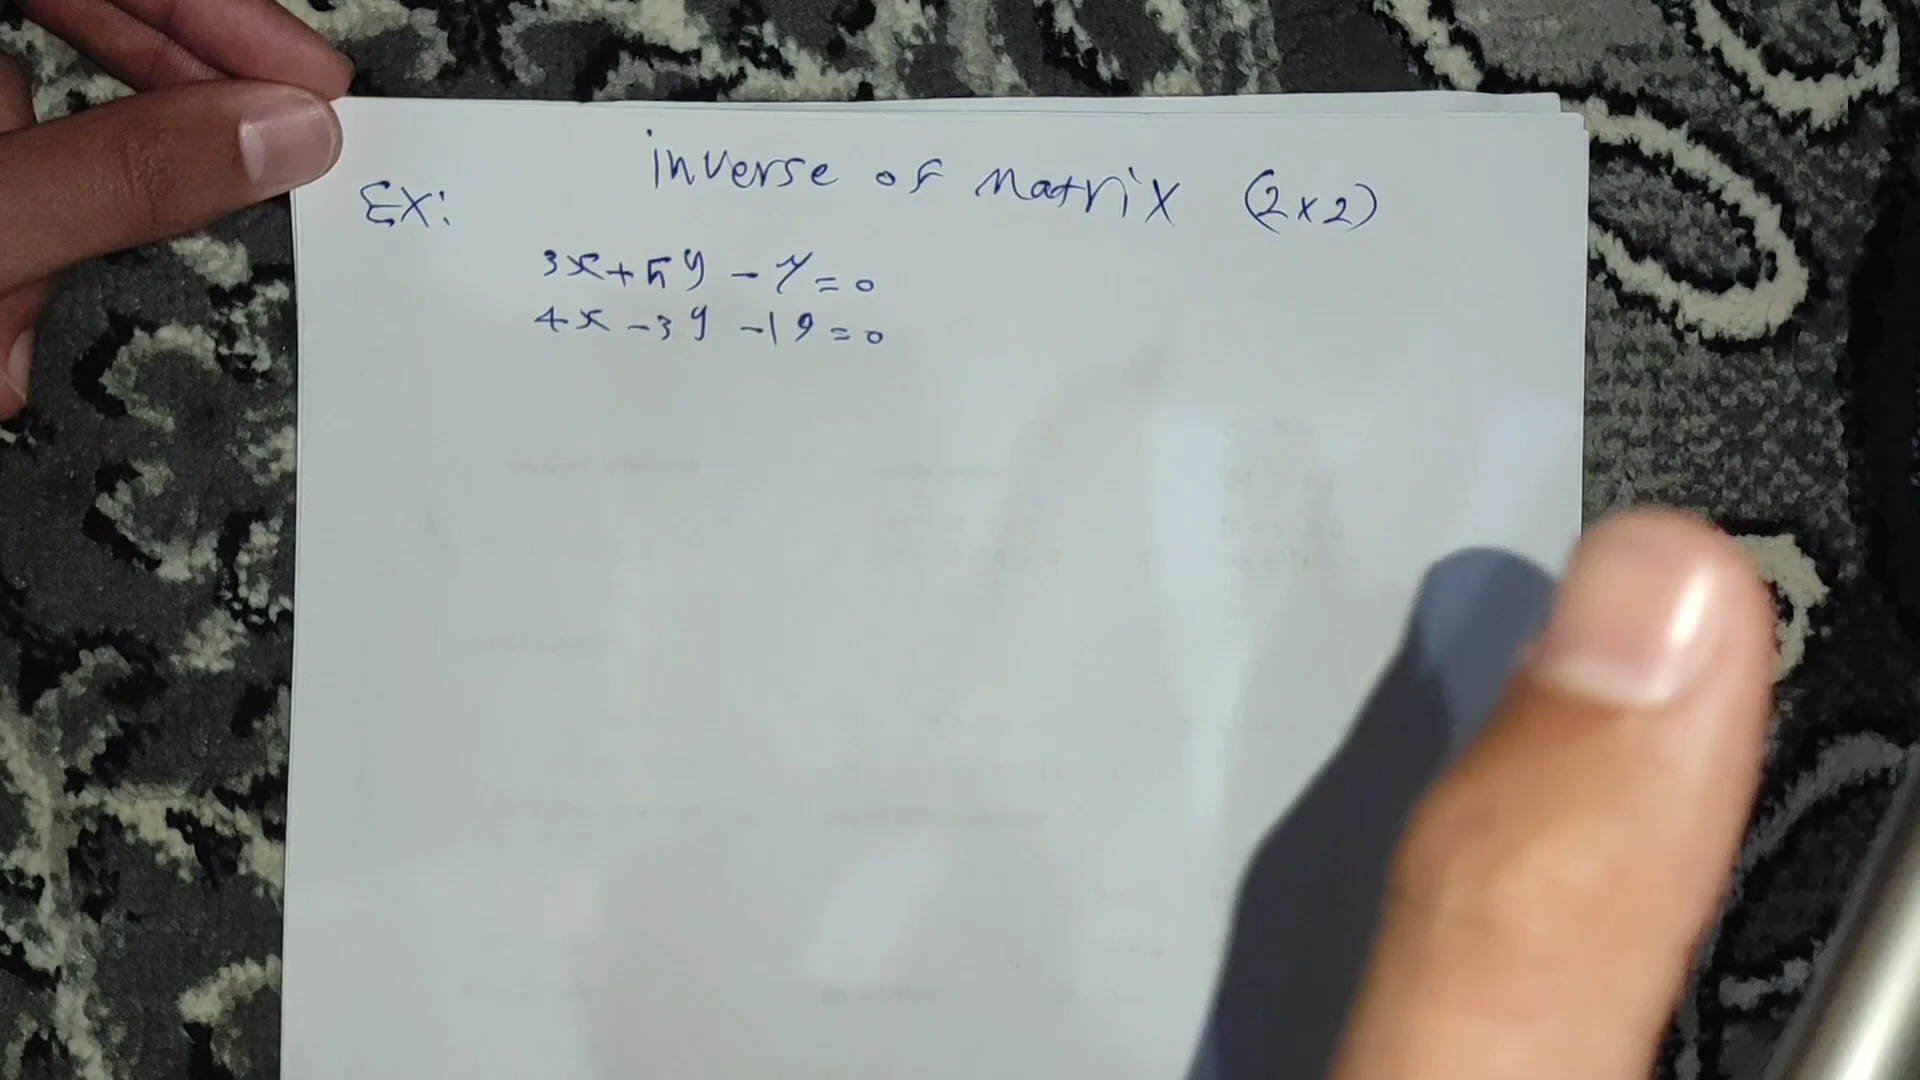 inverse of matrix (2x2)
Ex:
3x+5y-7=0
4x-3y-19=0